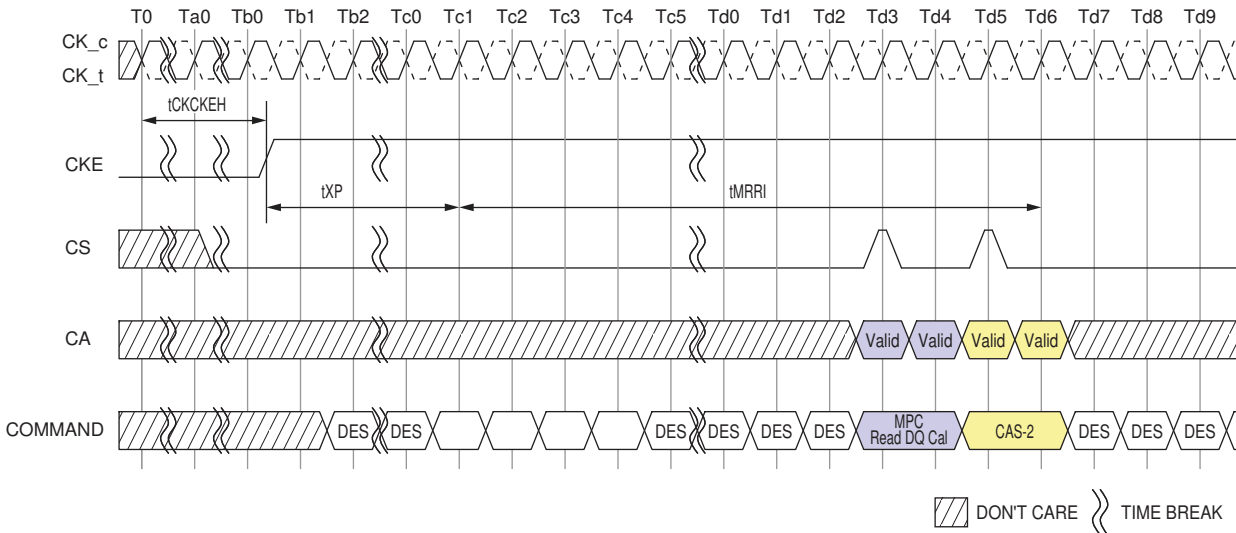 T0 Ta0 Tb0 Tb1 Tb2 Tc0 Tc1 Tc2 Tc3 Tc4 Tc5 Td0 Td1 Td2 Td3 Td4 Td5 Td6 Td7 Td8 Td9
CK_c
CK_t
tCKCKEH
CKE
tXP tMRRI
CS
CA Valid Valid Valid Valid
COMMAND DES DES DES DES DES DES MPC Read DQ Cal CAS-2 DES DES DES
DON'T CARE TIME BREAK